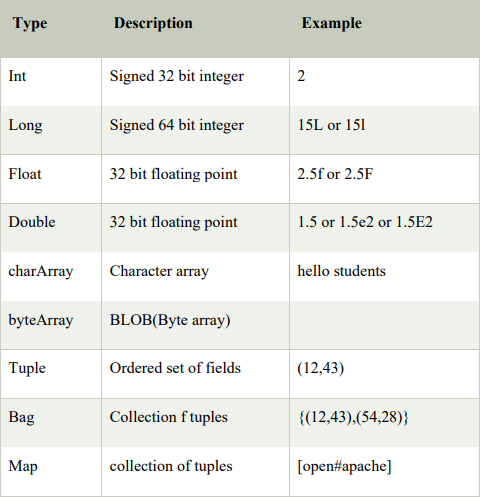 Type Description Example
Int Signed 32 bit integer 2
Long Signed 64 bit integer 15L or 15l
Float 32 bit floating point 2.5f or 2.5F
Double 32 bit floating point 1.5 or 1.5e2 or 1.5E2
charArray Character array hello students
byteArray BLOB(Byte array)
Tuple Ordered set of fields (12,43)
Bag Collection f tuples {(12,43),(54,28)}
Map collection of tuples [open#apache]